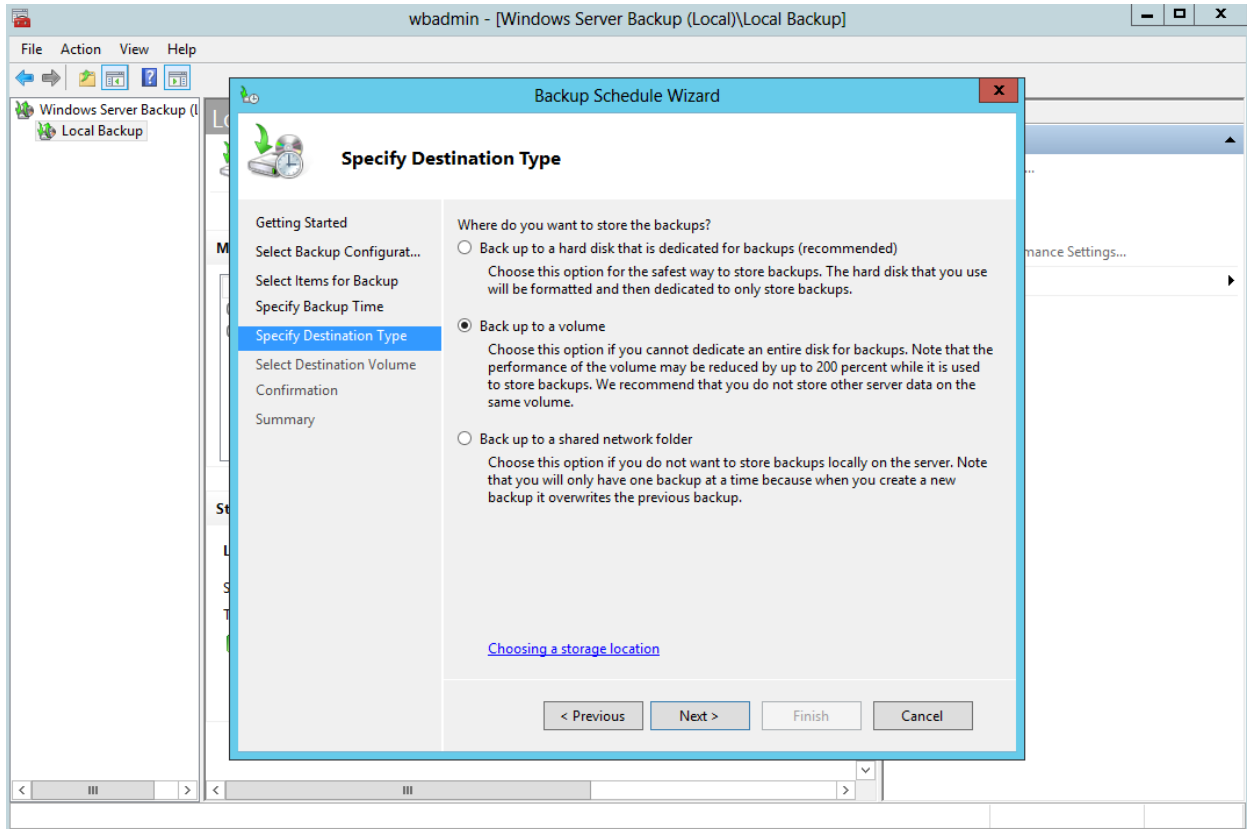 wbadmin - [Windows Server Backup (Local)\Local Backup]
File Action View Help
Windows Server Backup (L
Local Backup
Backup Schedule Wizard
Specify Destination Type
Getting Started
Select Backup Configurat...
Select Items for Backup
Specify Backup Time
Specify Destination Type
Select Destination Volume
Confirmation
Summary
Where do you want to store the backups?
Back up to a hard disk that is dedicated for backups (recommended)
Choose this option for the safest way to store backups. The hard disk that you use
will be formatted and then dedicated to only store backups.
Back up to a volume
Choose this option if you cannot dedicate an entire disk for backups. Note that the
performance of the volume may be reduced by up to 200 percent while it is used
to store backups. We recommend that you do not store other server data on the
same volume.
Back up to a shared network folder
Choose this option if you do not want to store backups locally on the server. Note
that you will only have one backup at a time because when you create a new
backup it overwrites the previous backup.
Choosing a storage location
< Previous Next > Finish Cancel
...
mance Settings...